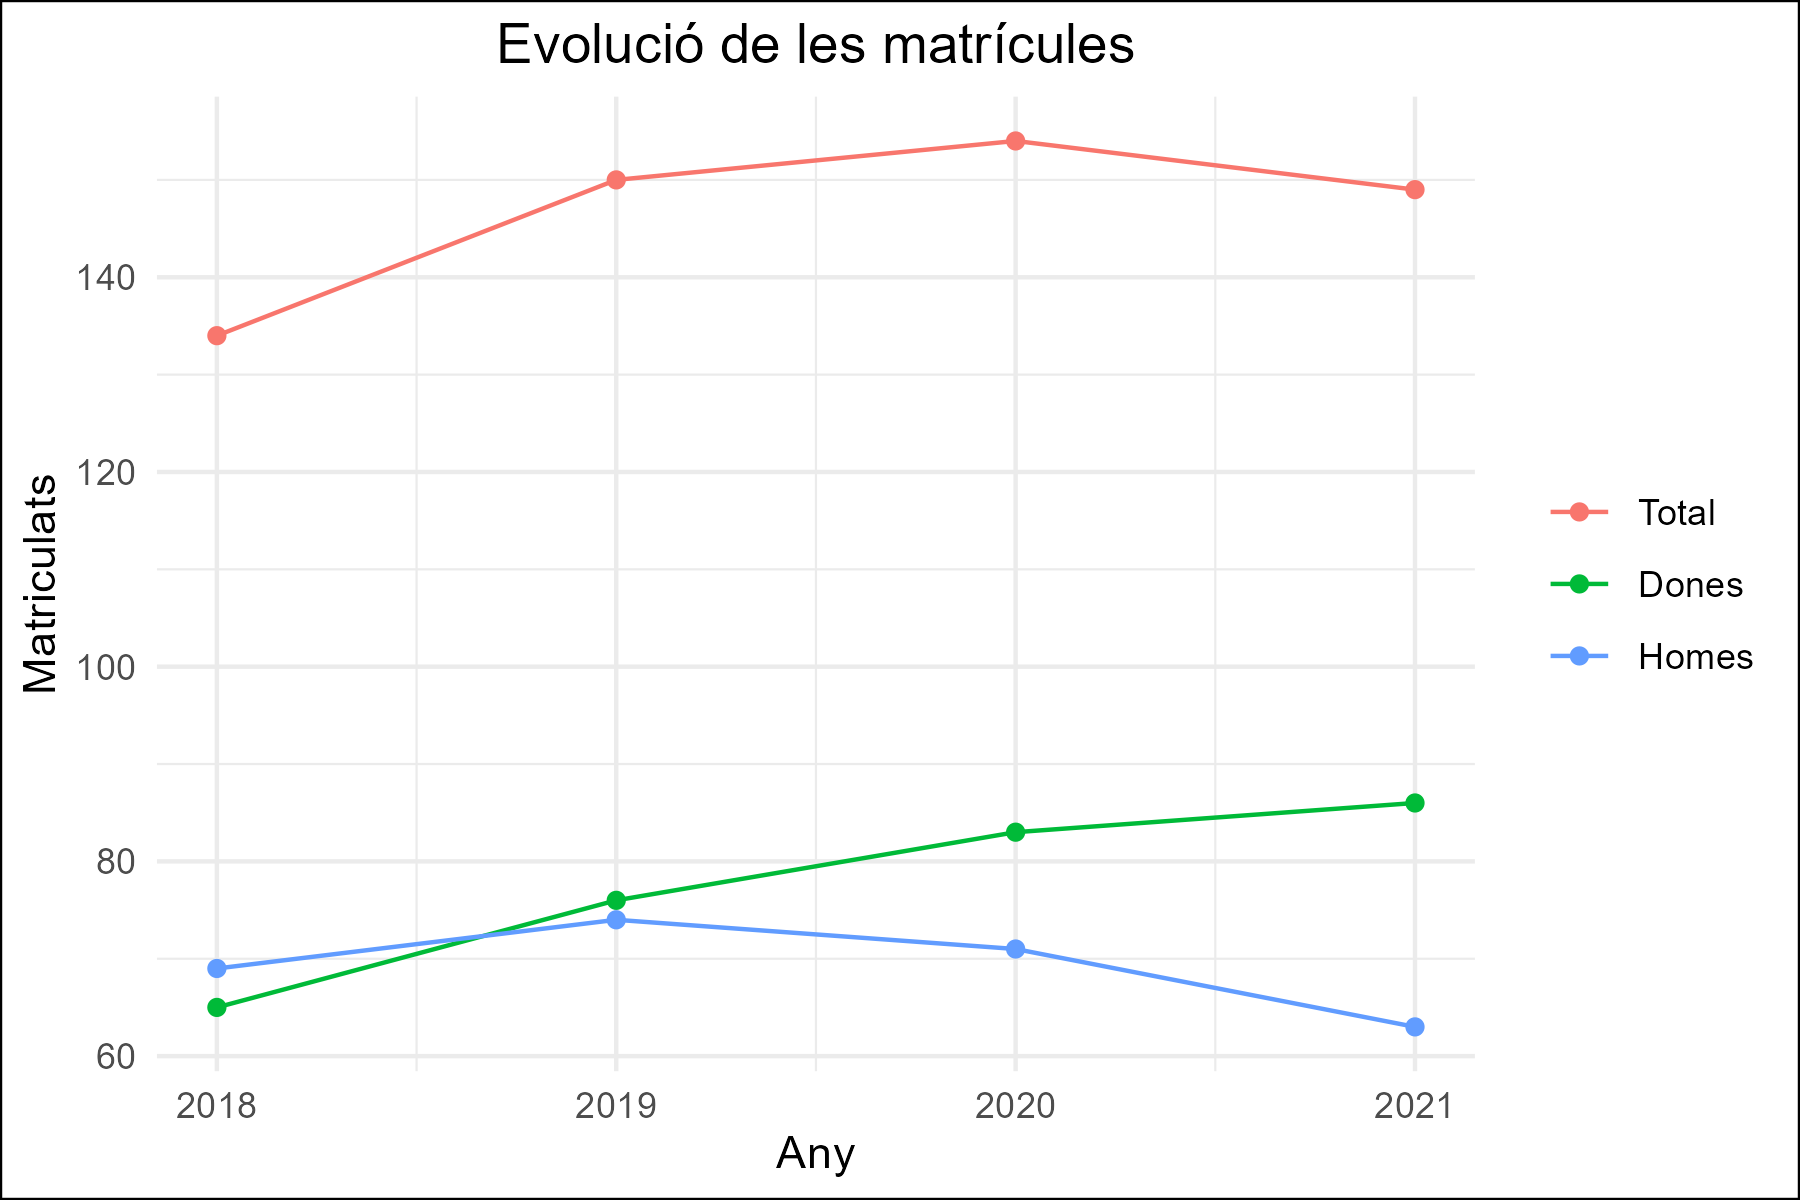 Evolució de les matrícules
Matriculats
140
120
100
80
60
2018 2019 2020 2021
Any
Total
Dones
Homes